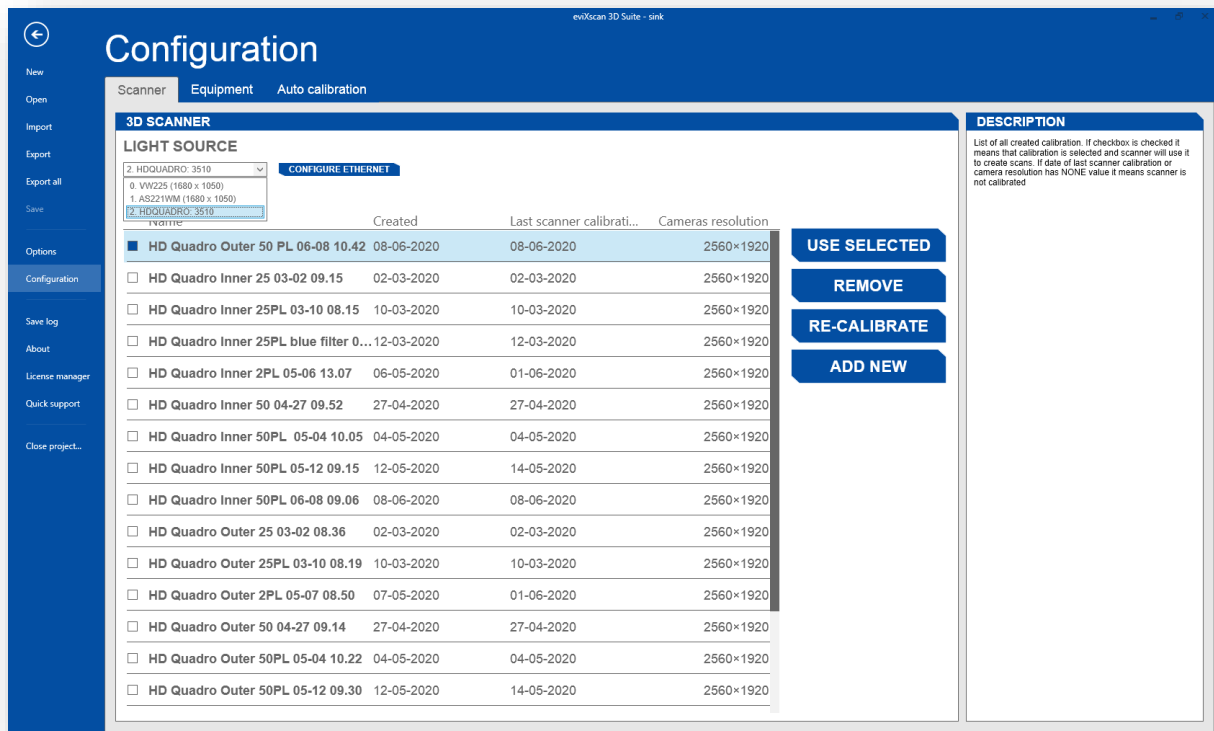 eviXscan 3D Suite - sink
Configuration
New
Open
Import
Export
Export all
Save
Options
Configuration
Save log
About
License manager
Quick support
Close project...
Scanner Equipment Auto calibration
3D SCANNER
LIGHT SOURCE
2. HDQUADRO: 3510
CONFIGURE ETHERNET
0. VW225 (1680 x 1050)
1. AS221WM (1680 x 1050)
2. HDQUADRO: 3510
Name Created Last scanner calibrati... Cameras resolution
HD Quadro Outer 50 PL 06-08 10.42 08-06-2020 08-06-2020 2560×1920
HD Quadro Inner 25 03-02 09.15 02-03-2020 02-03-2020 2560×1920
HD Quadro Inner 25PL 03-10 08.15 10-03-2020 10-03-2020 2560×1920
HD Quadro Inner 25PL blue filter 0... 12-03-2020 12-03-2020 2560×1920
HD Quadro Inner 2PL 05-06 13.07 06-05-2020 01-06-2020 2560×1920
HD Quadro Inner 50 04-27 09.52 27-04-2020 27-04-2020 2560×1920
HD Quadro Inner 50PL 05-04 10.05 04-05-2020 04-05-2020 2560×1920
HD Quadro Inner 50PL 05-12 09.15 12-05-2020 14-05-2020 2560×1920
HD Quadro Inner 50PL 06-08 09.06 08-06-2020 08-06-2020 2560×1920
HD Quadro Outer 25 03-02 08.36 02-03-2020 02-03-2020 2560×1920
HD Quadro Outer 25PL 03-10 08.19 10-03-2020 10-03-2020 2560×1920
HD Quadro Outer 2PL 05-07 08.50 07-05-2020 01-06-2020 2560×1920
HD Quadro Outer 50 04-27 09.14 27-04-2020 27-04-2020 2560×1920
HD Quadro Outer 50PL 05-04 10.22 04-05-2020 04-05-2020 2560×1920
HD Quadro Outer 50PL 05-12 09.30 12-05-2020 14-05-2020 2560×1920
USE SELECTED
REMOVE
RE-CALIBRATE
ADD NEW
DESCRIPTION
List of all created calibration. If checkbox is checked it
means that calibration is selected and scanner will use it
to create scans. If date of last scanner calibration or
camera resolution has NONE value it means scanner is
not calibrated